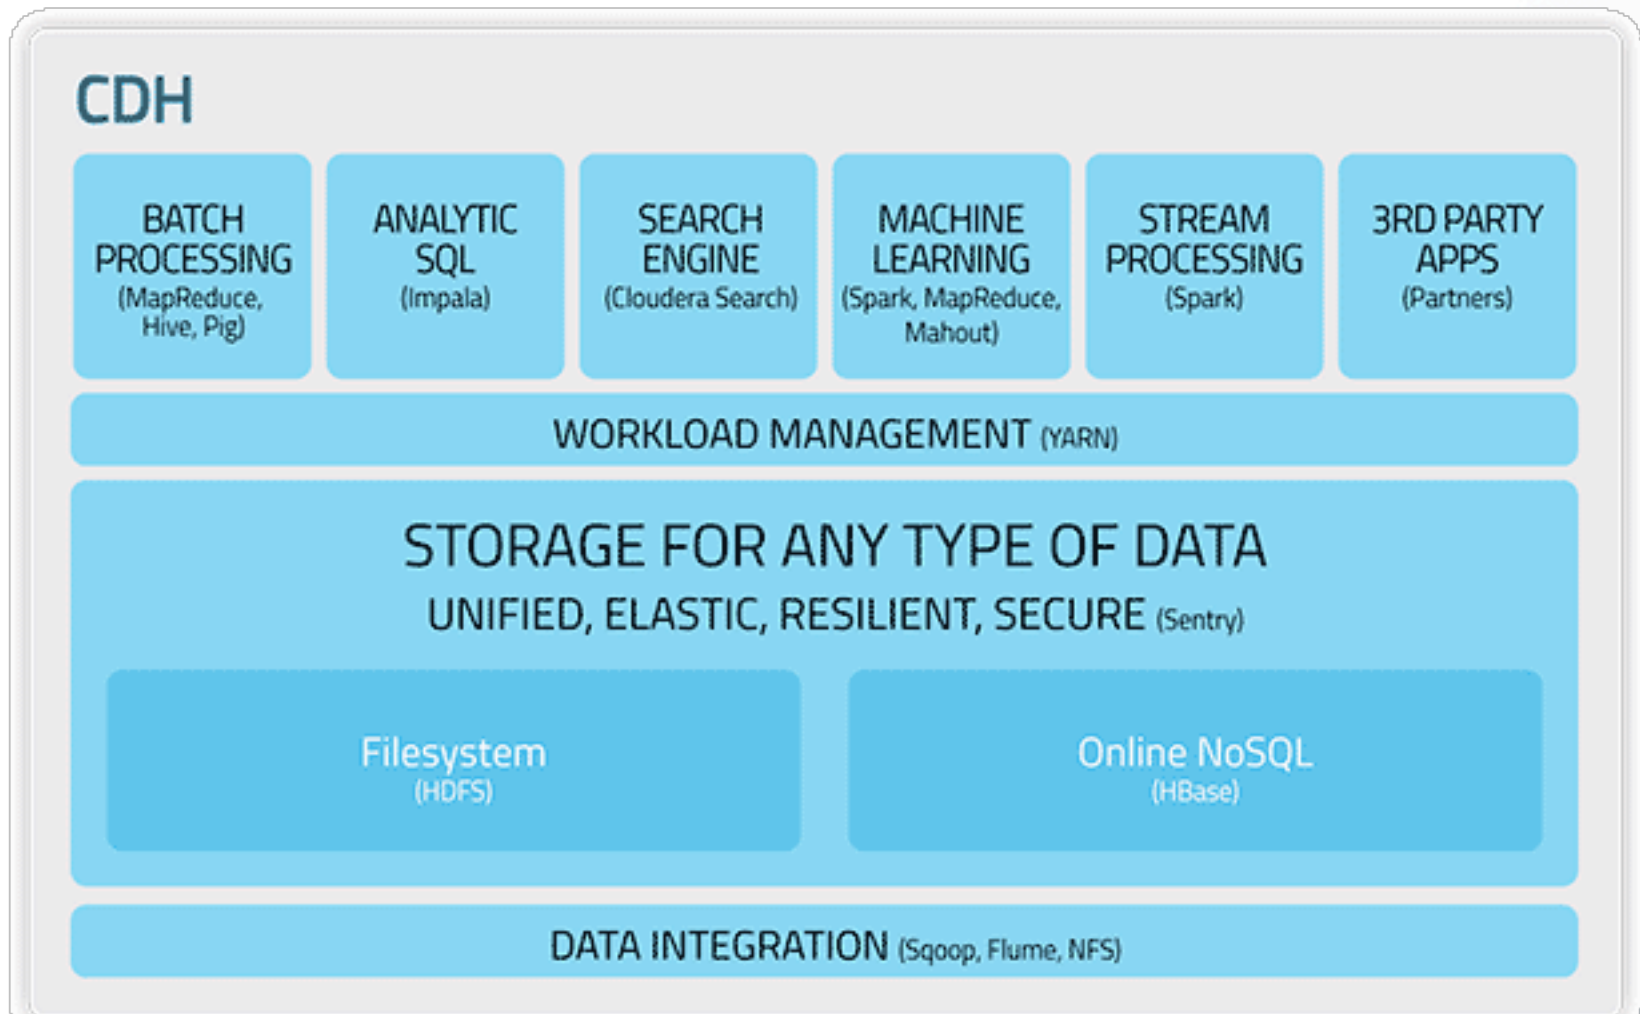 CDH
BATCH
PROCESSING
(MapReduce,
Hive, Pig)
ANALYTIC
SQL
(Impala)
SEARCH
ENGINE
(Cloudera Search)
MACHINE
LEARNING
(Spark, MapReduce,
Mahout)
STREAM
PROCESSING
(Spark)
3RD PARTY
APPS
(Partners)
WORKLOAD MANAGEMENT (YARN)
STORAGE FOR ANY TYPE OF DATA
UNIFIED, ELASTIC, RESILIENT, SECURE (Sentry)
Filesystem
(HDFS)
Online NoSQL
(HBase)
DATA INTEGRATION (Sqoop, Flume, NFS)